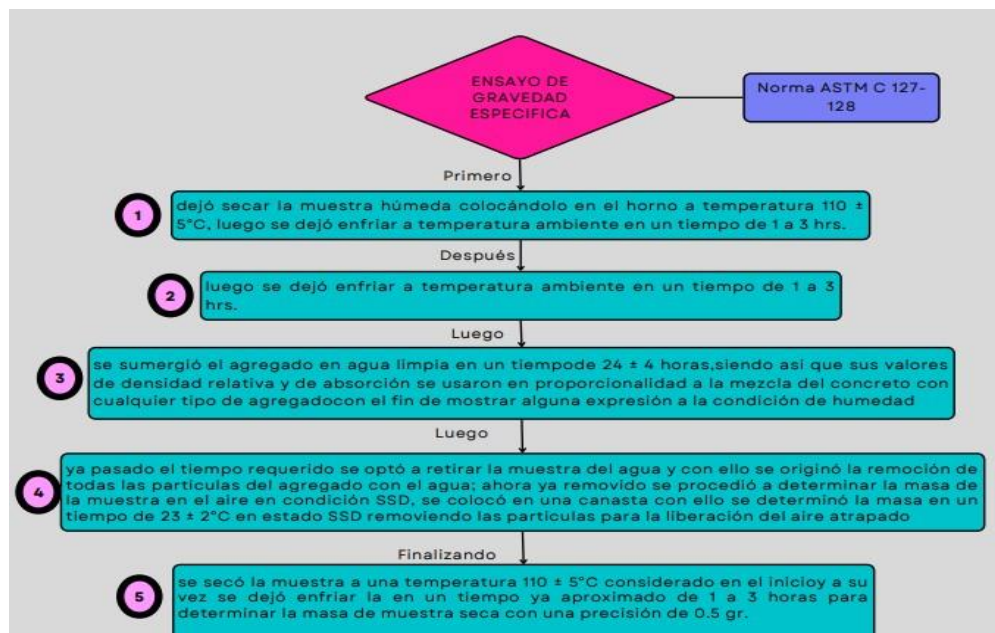 ENSAYO DE
GRAVEDAD
ESPECIFICA
Norma ASTM C 127-
128
Primero
1
dejó secar la muestra húmeda colocándolo en el horno a temperatura 110 ±
5°C, luego se dejó enfriar a temperatura ambiente en un tiempo de 1 a 3 hrs.
Después
2
luego se dejó enfriar a temperatura ambiente en un tiempo de 1 a 3
hrs.
Luego
3
se sumergió el agregado en agua limpia en un tiempode 24 ± 4 horas,siendo asi que sus valores
de densidad relativa y de absorción se usaron en proporcionalidad a la mezcla del concreto con
cualquier tipo de agregadocon el fin de mostrar alguna expresión a la condición de humedad
Luego
4
ya pasado el tiempo requerido se optó a retirar la muestra del agua y con ello se originó la remoción de
todas las particulas del agregado con el agua; ahora ya removido se procedió a determinar la masa de
la muestra en el aire en condición SSD, se colocó en una canasta con ello se determinó la masa en un
tiempo de 23 ± 2°C en estado SSD removiendo las particulas para la liberación del aire atrapado
Finalizando
5
se secó la muestra a una temperatura 110 ± 5°C considerado en el inicioy a su
vez se dejó enfriar la en un tiempo ya aproximado de 1 a 3 horas para
determinar la masa de muestra seca con una precisión de 0.5 gr.